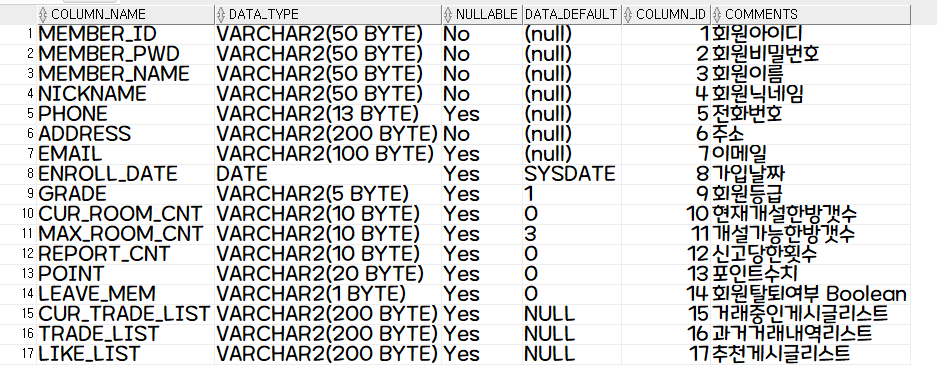 COLUMN_NAME DATA_TYPE NULLABLE DATA_DEFAULT COLUMN_ID COMMENTS
1 MEMBER_ID VARCHAR2(50 BYTE) No (null) 1 회원아이디
2 MEMBER_PWD VARCHAR2(50 BYTE) No (null) 2 회원비밀번호
3 MEMBER_NAME VARCHAR2(50 BYTE) No (null) 3 회원이름
4 NICKNAME VARCHAR2(50 BYTE) No (null) 4 회원닉네임
5 PHONE VARCHAR2(13 BYTE) Yes (null) 5 전화번호
6 ADDRESS VARCHAR2(200 BYTE) No (null) 6 주소
7 EMAIL VARCHAR2(100 BYTE) Yes (null) 7 이메일
8 ENROLL_DATE DATE Yes SYSDATE 8 가입날짜
9 GRADE VARCHAR2(5 BYTE) Yes 1 9 회원등급
10 CUR_ROOM_CNT VARCHAR2(10 BYTE) Yes 0 10 현재개설한방갯수
11 MAX_ROOM_CNT VARCHAR2(10 BYTE) Yes 3 11 개설가능한방갯수
12 REPORT_CNT VARCHAR2(10 BYTE) Yes 0 12 신고당한횟수
13 POINT VARCHAR2(20 BYTE) Yes 0 13 포인트수치
14 LEAVE_MEM VARCHAR2(1 BYTE) Yes 0 14 회원탈퇴여부 Boolean
15 CUR_TRADE_LIST VARCHAR2(200 BYTE) Yes NULL 15 거래중인게시글리스트
16 TRADE_LIST VARCHAR2(200 BYTE) Yes NULL 16 과거거래내역리스트
17 LIKE_LIST VARCHAR2(200 BYTE) Yes NULL 17 추천게시글리스트